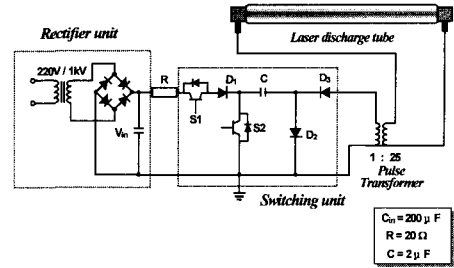 Rectifier unit
220V / 1kV
Vin
R
S1
D1
C
S2
D2
D3
Laser discharge tube
1 : 25
Pulse
Transformer
Switching unit
Cin = 200 μ F
R = 20 Ω
C = 2 μ F